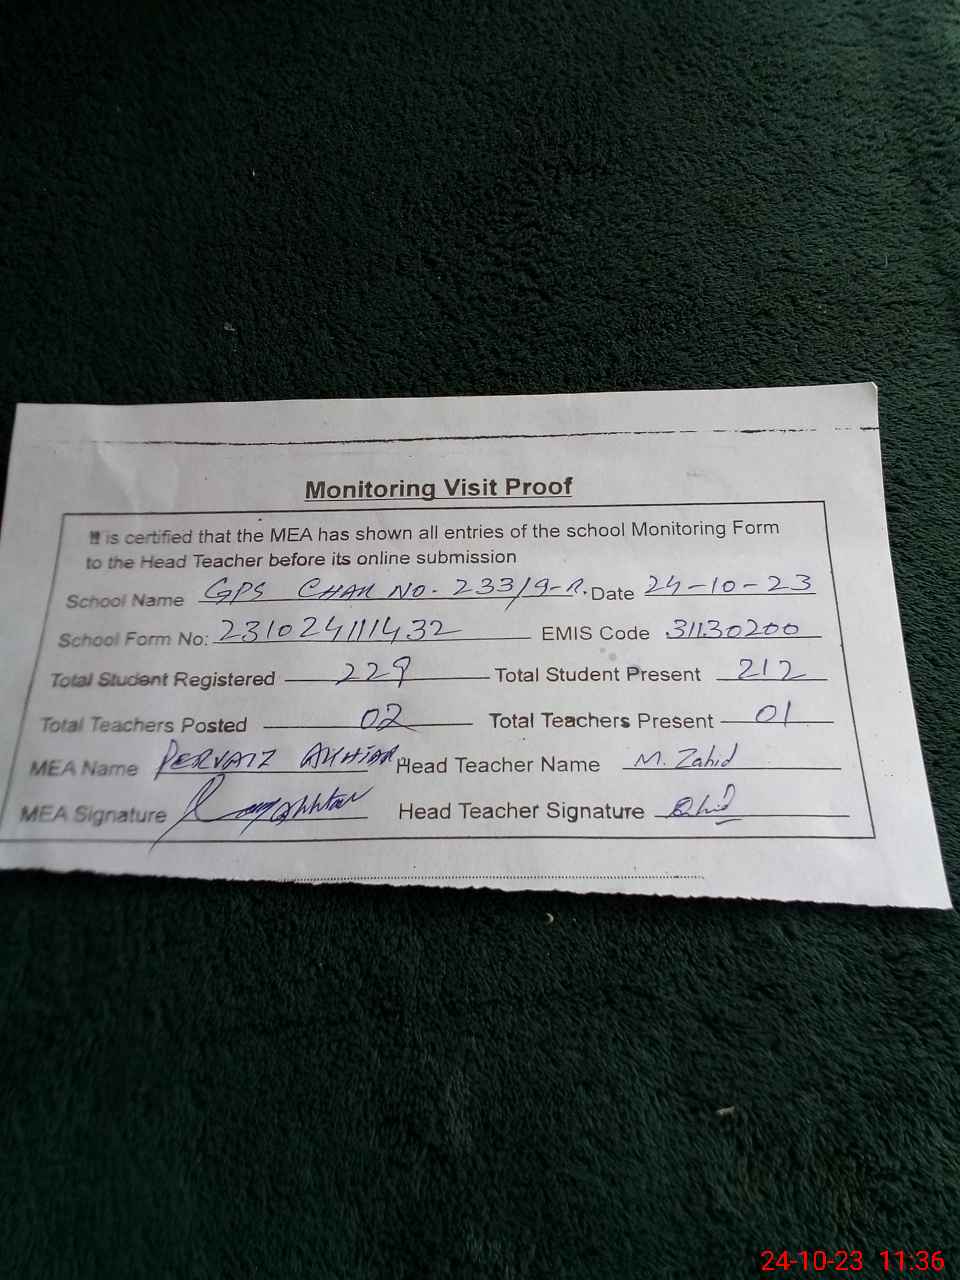 Monitoring Visit Proof
It is certified that the MEA has shown all entries of the school Monitoring Form
to the Head Teacher before its online submission
School Name GPS CHAK NO. 233/9-R. Date 24-10-23
School Form No: 231024111432 EMIS Code 31130200
Total Student Registered 229 Total Student Present 212
Total Teachers Posted 02 Total Teachers Present 01
MEA Name PERVAIZ AKHTAR Head Teacher Name M. Zahid
MEA Signature Head Teacher Signature
24-10-23 11:36